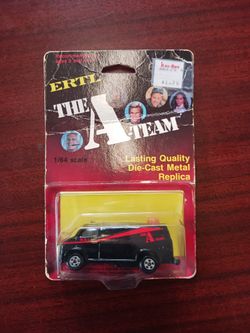 ERTL
THE
A-TEAM
1/64 scale
Lasting Quality
Die-Cast Metal
Replica